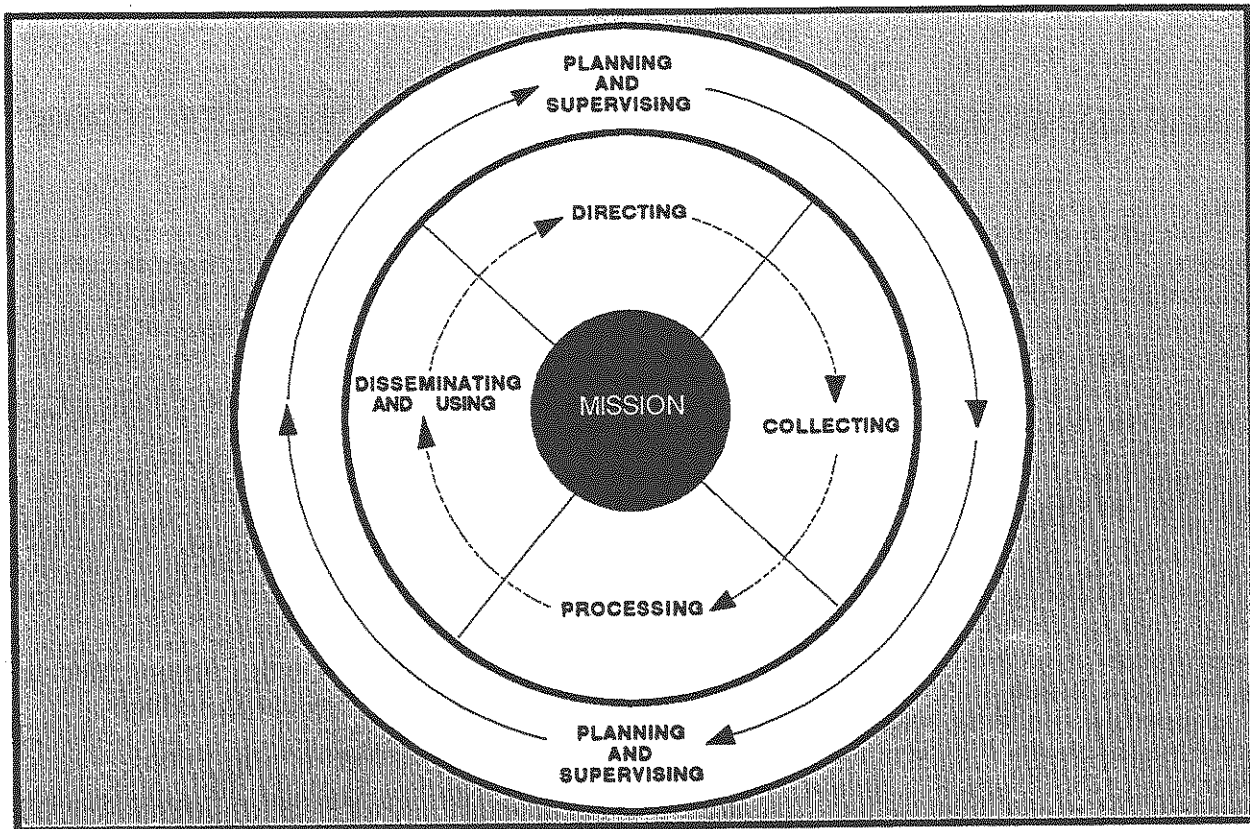 PLANNING
AND
SUPERVISING
DIRECTING
DISSEMINATING
AND USING
MISSION
COLLECTING
PROCESSING
PLANNING
AND
SUPERVISING